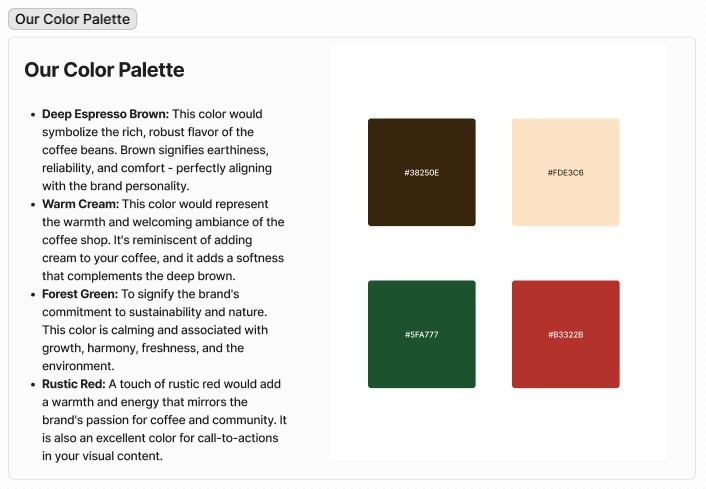 Our Color Palette
Our Color Palette
• Deep Espresso Brown: This color would
symbolize the rich, robust flavor of the
coffee beans. Brown signifies earthiness,
reliability, and comfort - perfectly aligning
with the brand personality.
• Warm Cream: This color would represent
the warmth and welcoming ambiance of the
coffee shop. It's reminiscent of adding
cream to your coffee, and it adds a softness
that complements the deep brown.
• Forest Green: To signify the brand's
commitment to sustainability and nature.
This color is calming and associated with
growth, harmony, freshness, and the
environment.
• Rustic Red: A touch of rustic red would add
a warmth and energy that mirrors the
brand's passion for coffee and community. It
is also an excellent color for call-to-actions
in your visual content.
#38250E
#FDE3C6
#5FA777
#B3322B